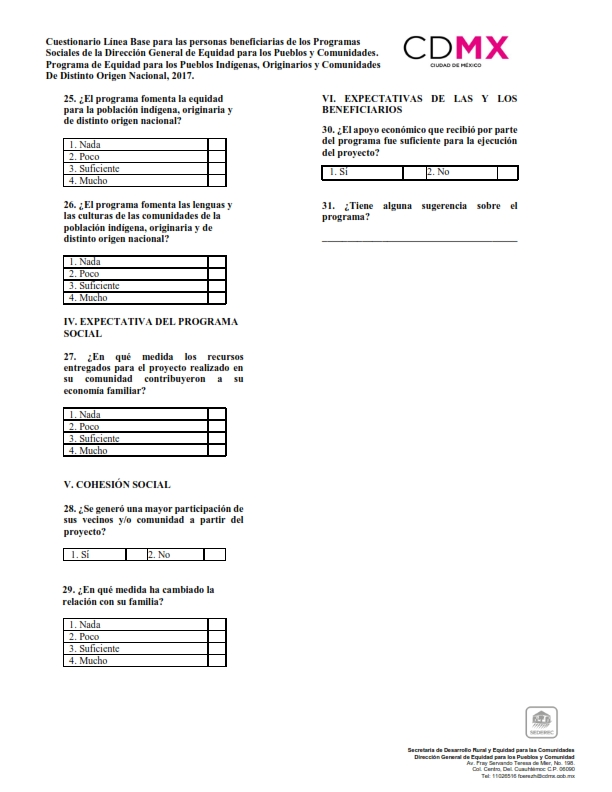 Cuestionario Línea Base para las personas beneficiarias de los Programas
Sociales de la Dirección General de Equidad para los Pueblos y Comunidades.
Programa de Equidad para los Pueblos Indígenas, Originarios y Comunidades
De Distinto Origen Nacional, 2017.
CDMX
CIUDAD DE MÉXICO
25. ¿El programa fomenta la equidad
para la población indígena, originaria y
de distinto origen nacional?
1. Nada
2. Poco
3. Suficiente
4. Mucho
26. ¿El programa fomenta las lenguas y
las culturas de las comunidades de la
población indígena, originaria y de
distinto origen nacional?
1. Nada
2. Poco
3. Suficiente
4. Mucho
IV. EXPECTATIVA DEL PROGRAMA
SOCIAL
27. ¿En qué medida los recursos
entregados para el proyecto realizado en
su comunidad contribuyeron a su
economía familiar?
1. Nada
2. Poco
3. Suficiente
4. Mucho
V. COHESIÓN SOCIAL
28. ¿Se generó una mayor participación de
sus vecinos y/o comunidad a partir del
proyecto?
1. Sí 2. No
29. ¿En qué medida ha cambiado la
relación con su familia?
1. Nada
2. Poco
3. Suficiente
4. Mucho
VI. EXPECTATIVAS DE LAS Y LOS
BENEFICIARIOS
30. ¿El apoyo económico que recibió por parte
del programa fue suficiente para la ejecución
del proyecto?
1. Sí 2. No
31. ¿Tiene alguna sugerencia sobre el
programa?
SEDEREC
Secretaría de Desarrollo Rural y Equidad para las Comunidades
Dirección General de Equidad para los Pueblos y Comunidad
Av. Fray Servando Teresa de Mier, No. 198.
Col. Centro, Del. Cuauhtémoc C.P. 06090
Tel: 11026516